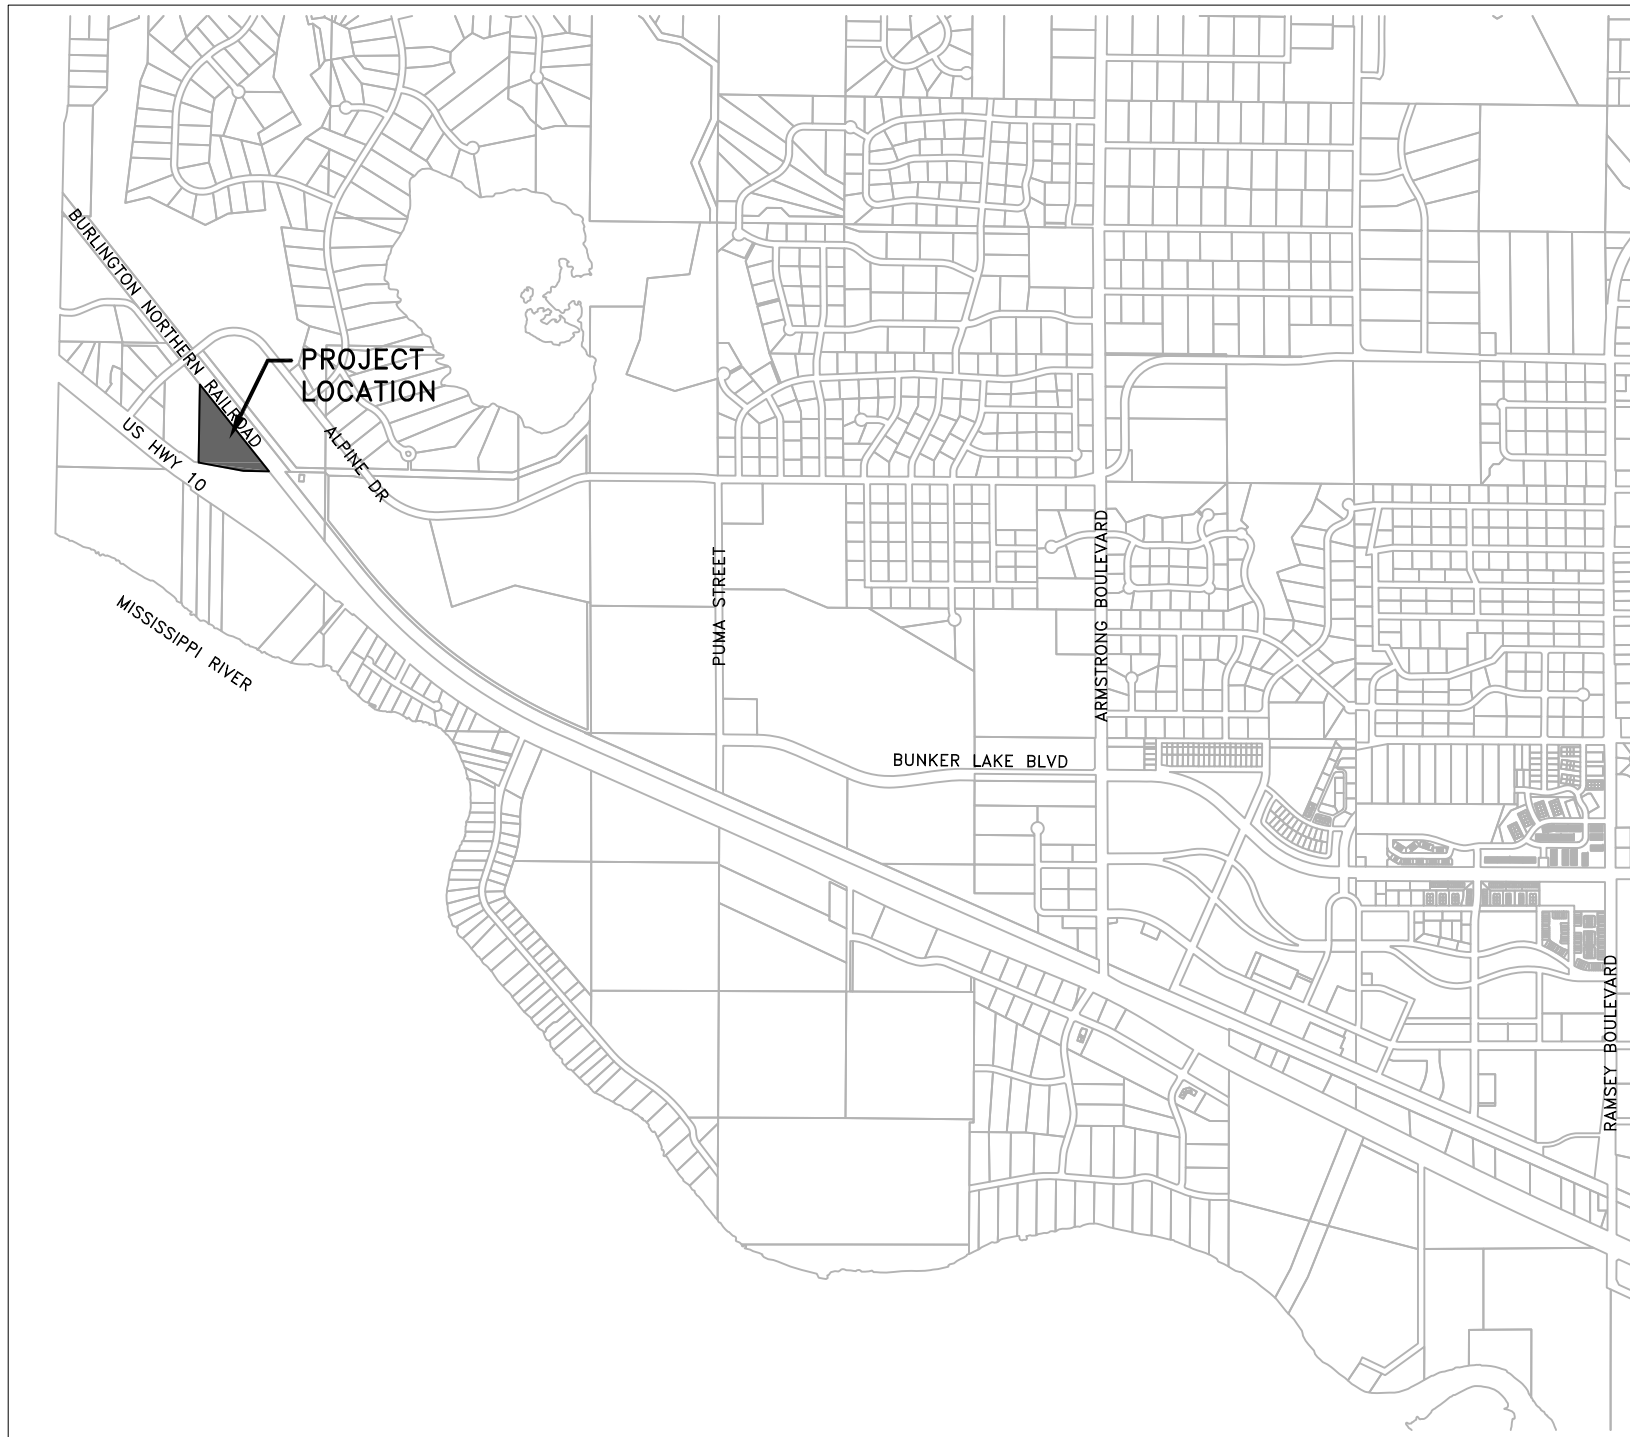 BURLINGTON NORTHERN RAILROAD
PROJECT
LOCATION
US HWY 10
ALPINE DR
MISSISSIPPI RIVER
PUMA STREET
ARMSTRONG BOULEVARD
BUNKER LAKE BLVD
RAMSEY BOULEVARD